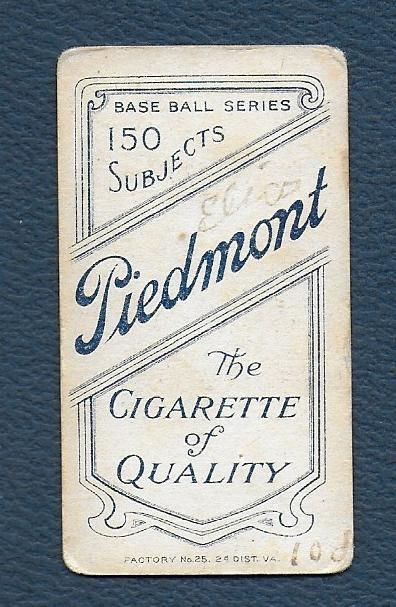 BASE BALL SERIES
150
SUBJECTS
Piedmont
The
CIGARETTE
of
QUALITY
FACTORY No. 25. 2d DIST. VA.
108